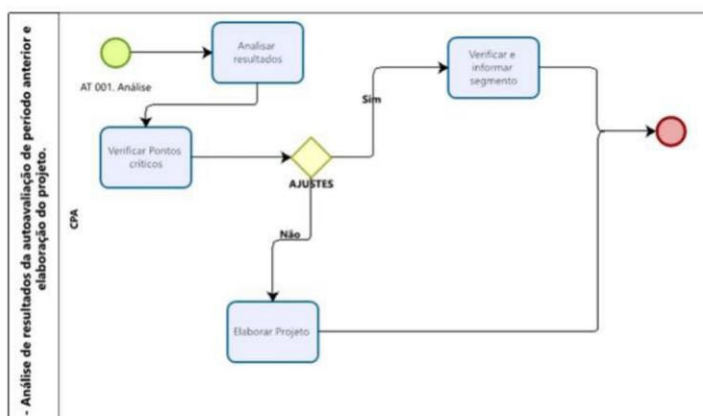 - Análise de resultados da autoavaliação de período anterior e
elaboração do projeto.
CPA
AT 001. Análise
Analisar
resultados
Verificar Pontos
críticos
AJUSTES
Sim
Verificar e
informar
segmento
Não
Elaborar Projeto